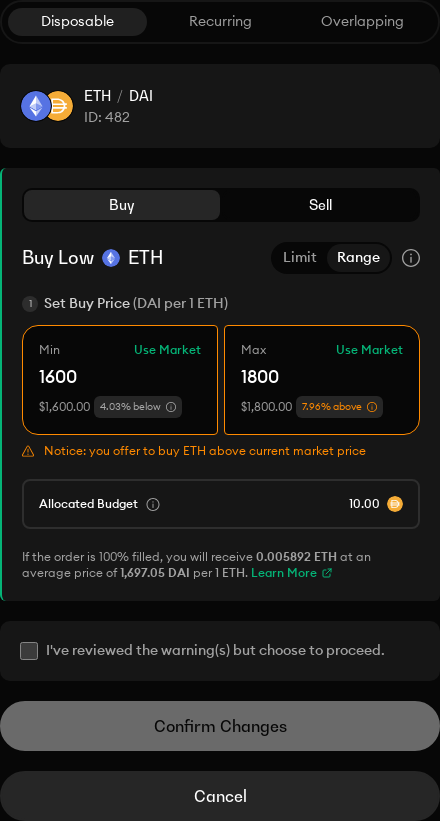 Disposable Recurring Overlapping
ETH / DAI
ID: 482
Buy Sell
Buy Low ETH Limit Range
1 Set Buy Price (DAI per 1 ETH)
Min Use Market Max Use Market
1600 1800
$1,600.00 4.03% below $1,800.00 7.96% above
Notice: you offer to buy ETH above current market price
Allocated Budget 10.00
If the order is 100% filled, you will receive 0.005892 ETH at an
average price of 1,697.05 DAI per 1 ETH. Learn More
I've reviewed the warning(s) but choose to proceed.
Confirm Changes
Cancel